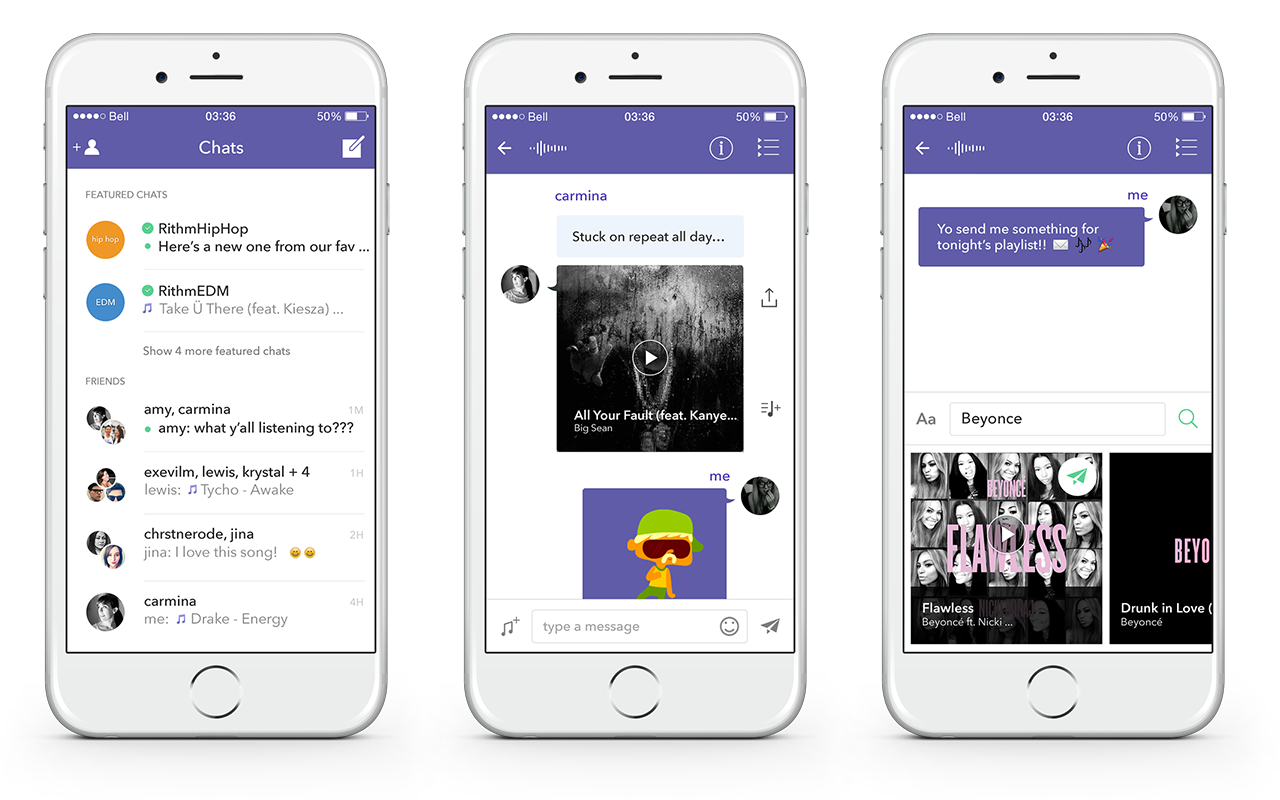 Bell 03:36 50%
+ Chats
FEATURED CHATS
hip hop
RithmHipHop
Here's a new one from our fav ...
EDM
RithmEDM
Take Ü There (feat. Kiesza) ...
Show 4 more featured chats
FRIENDS
amy, carmina 1M
amy: what y'all listening to???
exevilm, lewis, krystal + 4 1H
lewis: Tycho - Awake
chrstnerode, jina 2H
jina: I love this song! 😄😄
carmina 4H
me: Drake - Energy
Bell 03:36 50%
carmina
Stuck on repeat all day...
All Your Fault (feat. Kanye...
Big Sean
me
type a message
Bell 03:36 50%
me
Yo send me something for
tonight's playlist!! ✉️ 🎶 🎉
Aa Beyonce
BEYONCE
FLAWLESS
NICKI MINAJ
Flawless
Beyoncé ft. Nicki ...
BEYO
Drunk in Love (
Beyoncé